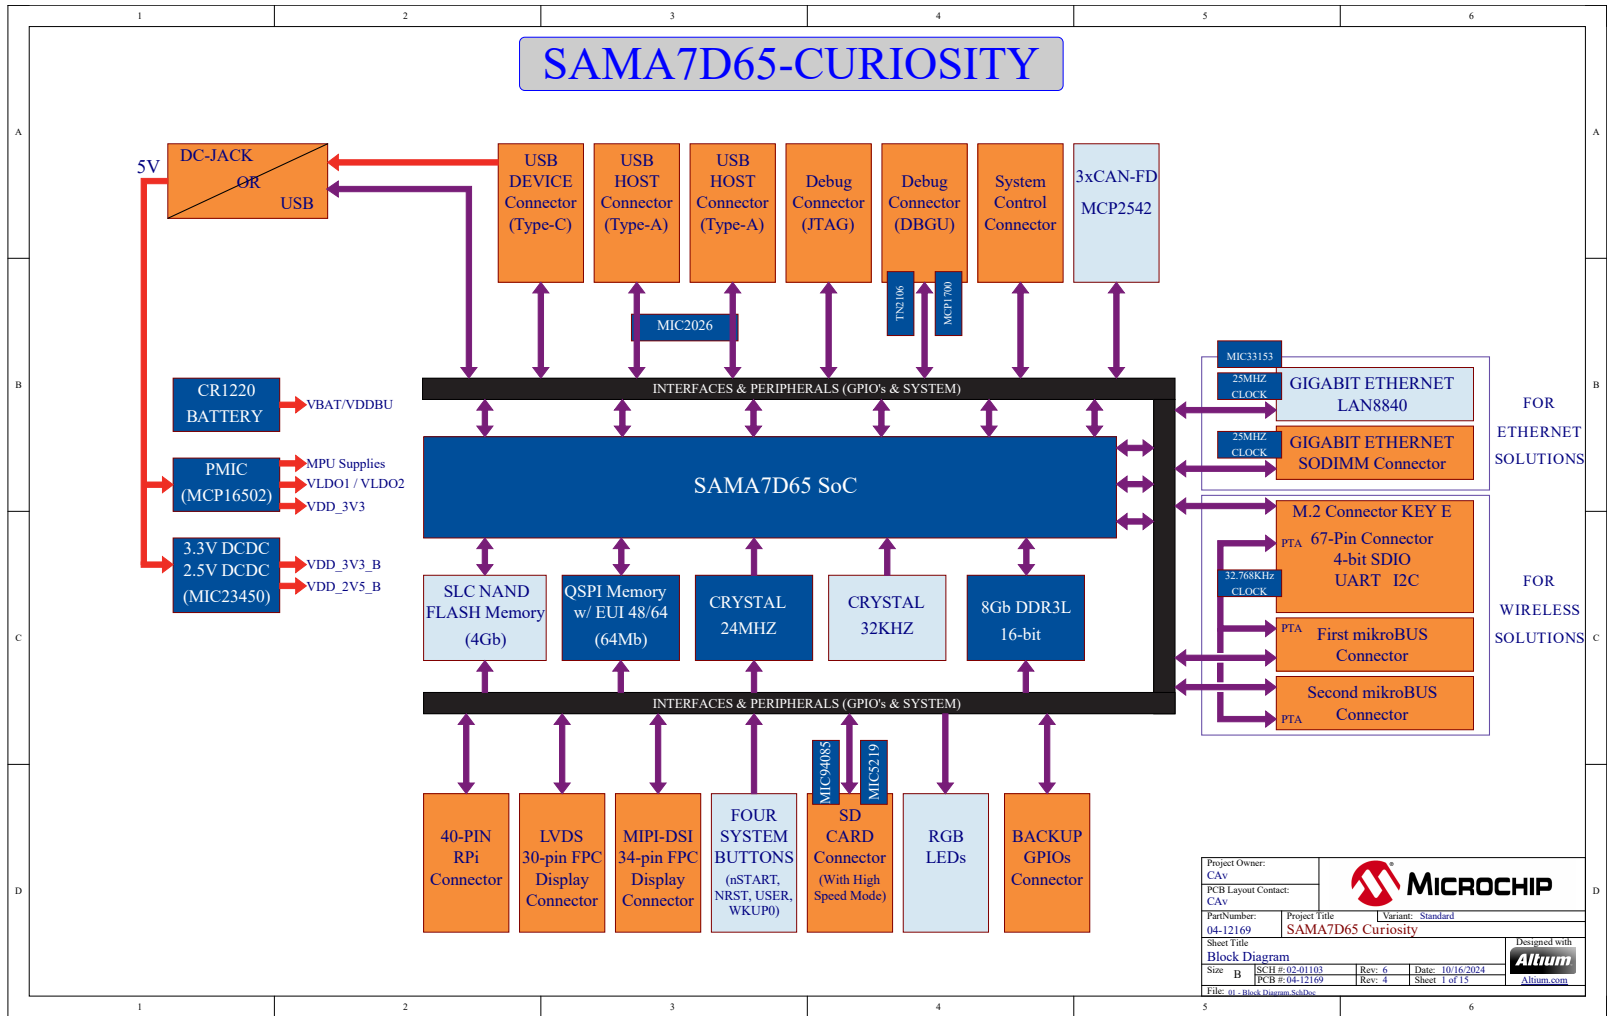 1 2 3 4 5 6
SAMA7D65-CURIOSITY
A
A
5V
DC-JACK
OR
USB
USB
DEVICE
Connector
(Type-C)
USB
HOST
Connector
(Type-A)
USB
HOST
Connector
(Type-A)
Debug
Connector
(JTAG)
Debug
Connector
(DBGU)
System
Control
Connector
3xCAN-FD
MCP2542
TN2106
MCP1700
MIC2026
B
B
CR1220
BATTERY
VBAT/VDDBU
PMIC
(MCP16502)
MPU Supplies
VLDO1 / VLDO2
VDD_3V3
3.3V DCDC
2.5V DCDC
(MIC23450)
VDD_3V3_B
VDD_2V5_B
INTERFACES & PERIPHERALS (GPIO's & SYSTEM)
SAMA7D65 SoC
MIC33153
25MHZ
CLOCK
GIGABIT ETHERNET
LAN8840
25MHZ
CLOCK
GIGABIT ETHERNET
SODIMM Connector
FOR
ETHERNET
SOLUTIONS
M.2 Connector KEY E
PTA
67-Pin Connector
4-bit SDIO
UART I2C
32.768KHz
CLOCK
PTA
First mikroBUS
Connector
Second mikroBUS
Connector
PTA
FOR
WIRELESS
SOLUTIONS
C
C
SLC NAND
FLASH Memory
(4Gb)
QSPI Memory
w/ EUI 48/64
(64Mb)
CRYSTAL
24MHZ
CRYSTAL
32KHZ
8Gb DDR3L
16-bit
INTERFACES & PERIPHERALS (GPIO's & SYSTEM)
MIC94085
MIC5219
40-PIN
RPi
Connector
LVDS
30-pin FPC
Display
Connector
MIPI-DSI
34-pin FPC
Display
Connector
FOUR
SYSTEM
BUTTONS
(nSTART,
NRST, USER,
WKUP0)
SD
CARD
Connector
(With High
Speed Mode)
RGB
LEDs
BACKUP
GPIOs
Connector
D
D
Project Owner:
CAv
PCB Layout Contact:
CAv
MICROCHIP
PartNumber:
04-12169
Project Title
Variant: Standard
SAMA7D65 Curiosity
Sheet Title
Block Diagram
Designed with
Altium
Altium.com
Size B
SCH #: 02-01103 Rev: 6 Date: 10/16/2024
PCB #: 04-12169 Rev: 4 Sheet 1 of 15
File: 01 - Block Diagram.SchDoc
1 2 3 4 5 6